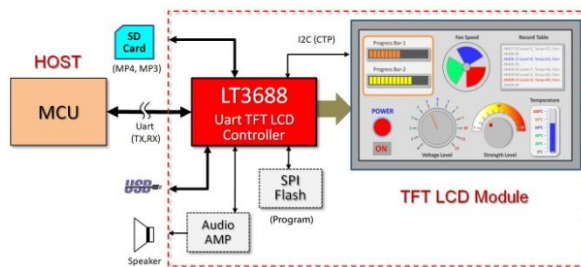 HOST
MCU
Uart
(TX,RX)
SD
Card
(MP4, MP3)
USB
Speaker
I2C (CTP)
LT3688
Uart TFT LCD
Controller
Audio
AMP
SPI
Flash
(Program)
Progress Bar-1
Progress Bar-2
Fan Speed
Record Table
POWER
ON
Voltage Level
Strength Level
Temperature
TFT LCD Module